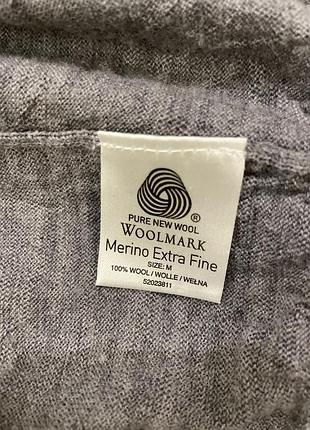 ®
PURE NEW WOOL
WOOLMARK
Merino Extra Fine
SIZE: M
100% WOOL / WOLLE / WEŁNA
52023811